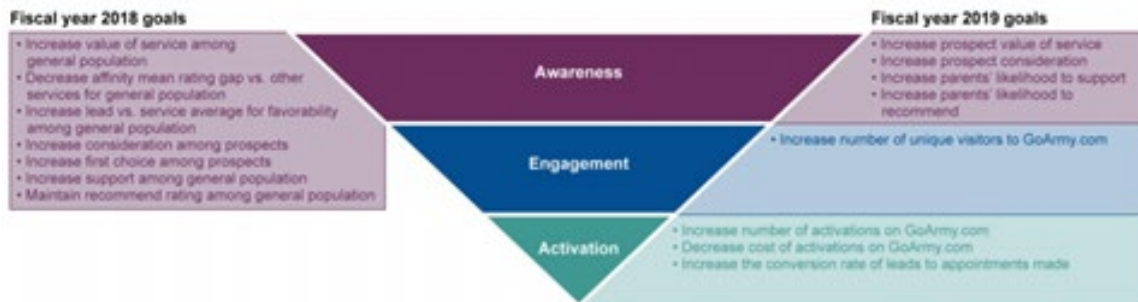 Fiscal year 2018 goals
• Increase value of service among
general population
• Decrease affinity mean rating gap vs. other
services for general population
• Increase lead vs. service average for favorability
among general population
• Increase consideration among prospects
• Increase first choice among prospects
• Increase support among general population
• Maintain recommend rating among general population
Awareness
Engagement
Activation
Fiscal year 2019 goals
• Increase prospect value of service
• Increase prospect consideration
• Increase parents' likelihood to support
• Increase parents' likelihood to
recommend
• Increase number of unique visitors to GoArmy.com
• Increase number of activations on GoArmy.com
• Decrease cost of activations on GoArmy.com
• Increase the conversion rate of leads to appointments made